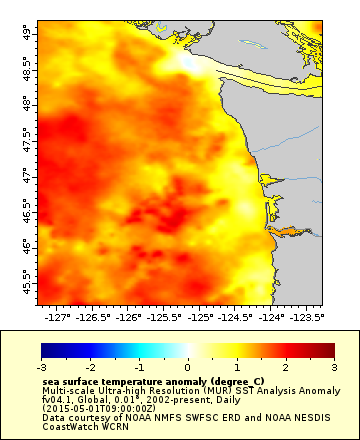 49°
48.5°
48°
47.5°
47°
46.5°
46°
45.5°
-127° -126.5° -126° -125.5° -125° -124.5° -124° -123.5°
-3 -2 -1 0 1 2 3
sea surface temperature anomaly (degree_C)
Multi-scale Ultra-high Resolution (MUR) SST Analysis Anomaly
fv04.1, Global, 0.01°, 2002-present, Daily
(2015-05-01T09:00:00Z)
Data courtesy of NOAA NMFS SWFSC ERD and NOAA NESDIS
CoastWatch WCRN